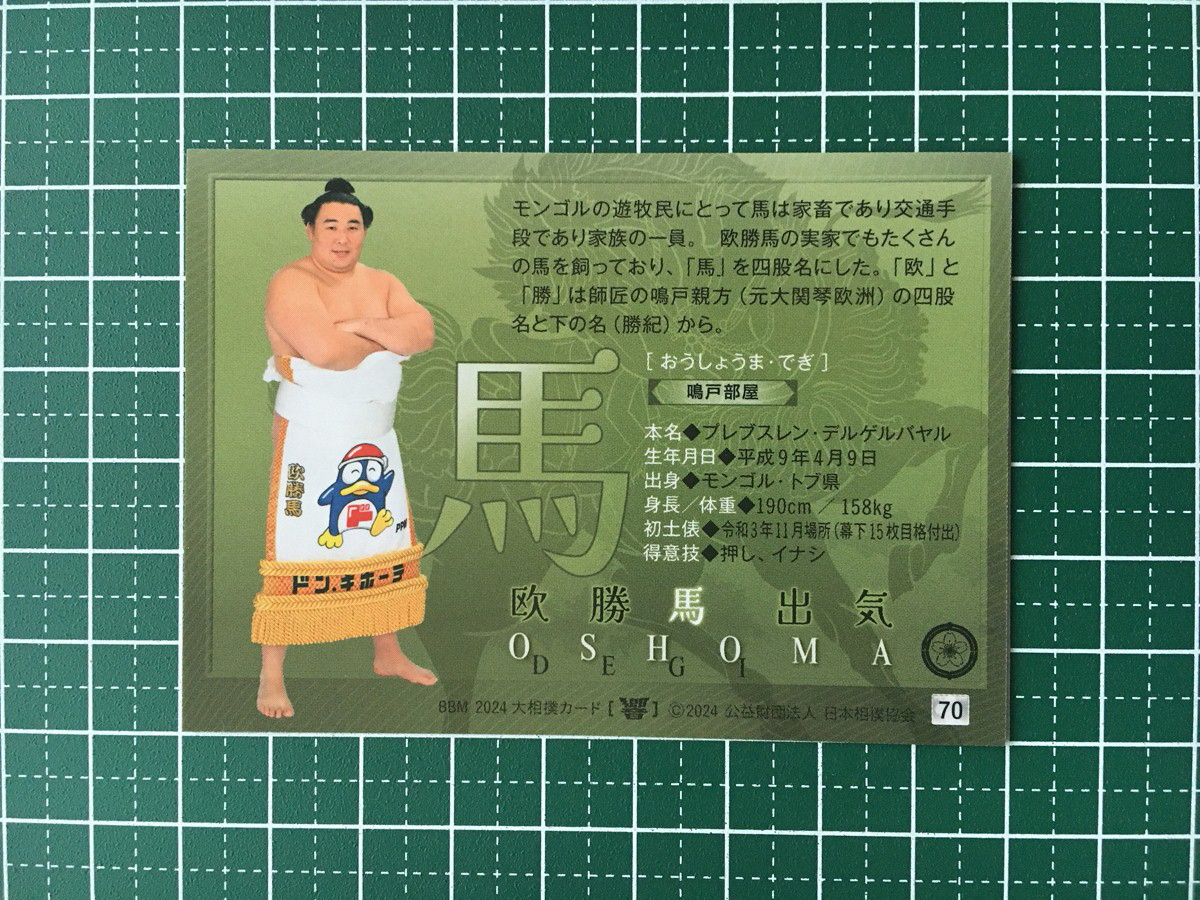 モンゴルの遊牧民にとって馬は家畜であり交通手
段であり家族の一員。 欧勝馬の実家でもたくさん
の馬を飼っており、「馬」を四股名にした。「欧」と
「勝」は師匠の鳴戸親方（元大関琴欧洲）の四股
名と下の名（勝紀）から。
［おうしょうま・でぎ］
鳴戸部屋
馬
本名◆プレブスレン・デルゲルバヤル
生年月日◆平成9年4月9日
出身◆モンゴル・トブ県
身長／体重◆190cm ／ 158kg
初土俵◆令和3年11月場所（幕下15枚目格付出）
得意技◆押し、イナシ
欧勝馬
PPM
ドン.キホーテ
欧 勝 馬 出 気
OSHOMA
DEGI
BBM 2024 大相撲カード［ ］©2024 公益財団法人 日本相撲協会
70